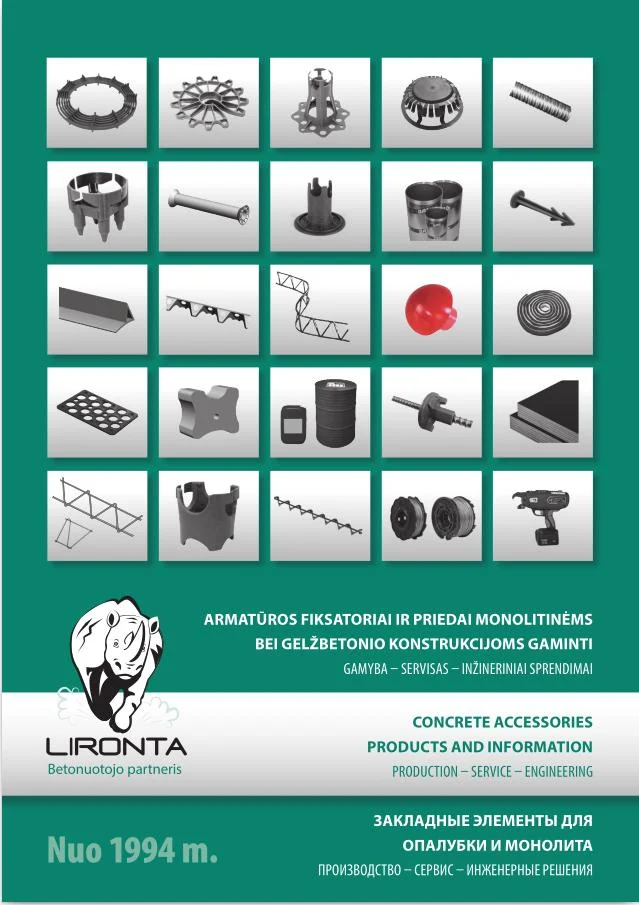 ARMATŪROS FIKSATORIAI IR PRIEDAI MONOLITINĖMS
BEI GELŽBETONIO KONSTRUKCIJOMS GAMINTI
GAMYBA – SERVISAS – INŽINERINIAI SPRENDIMAI
LIRONTA
Betonuotojo partneris
CONCRETE ACCESSORIES
PRODUCTS AND INFORMATION
PRODUCTION – SERVICE – ENGINEERING
Nuo 1994 m.
ЗАКЛАДНЫЕ ЭЛЕМЕНТЫ ДЛЯ
ОПАЛУБКИ И МОНОЛИТА
ПРОИЗВОДСТВО – СЕРВИС – ИНЖЕНЕРНЫЕ РЕШЕНИЯ